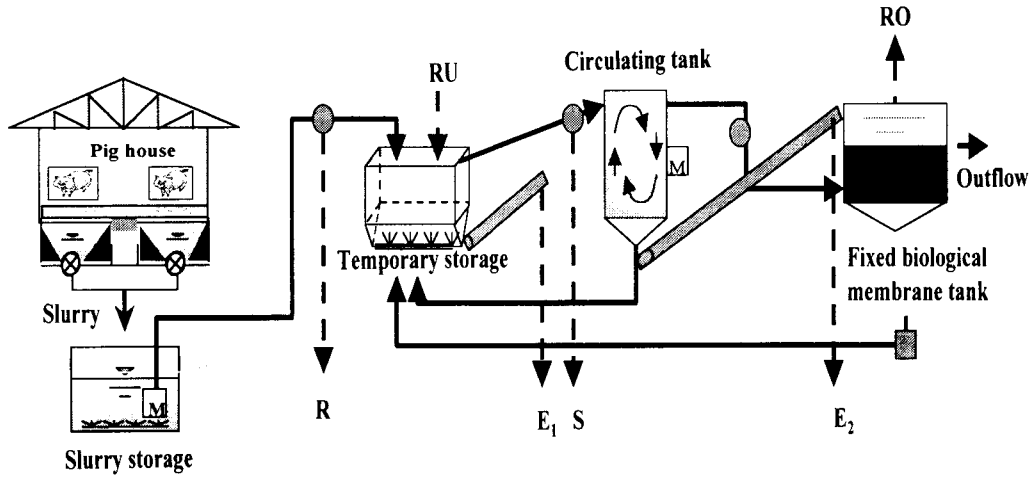 RO
Circulating tank
RU
Pig house
M
Outflow
Temporary storage
Fixed biological
membrane tank
Slurry
M
R
E₁
S
E₂
Slurry storage